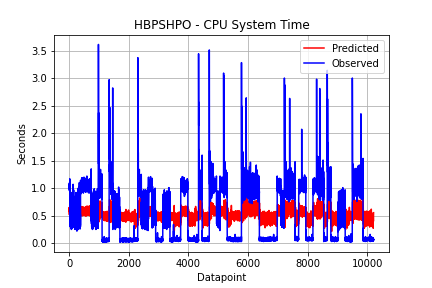 HBPSHPO - CPU System Time
Predicted
Observed
3.5
3.0
2.5
2.0
1.5
1.0
0.5
0.0
Seconds
0 2000 4000 6000 8000 10000
Datapoint